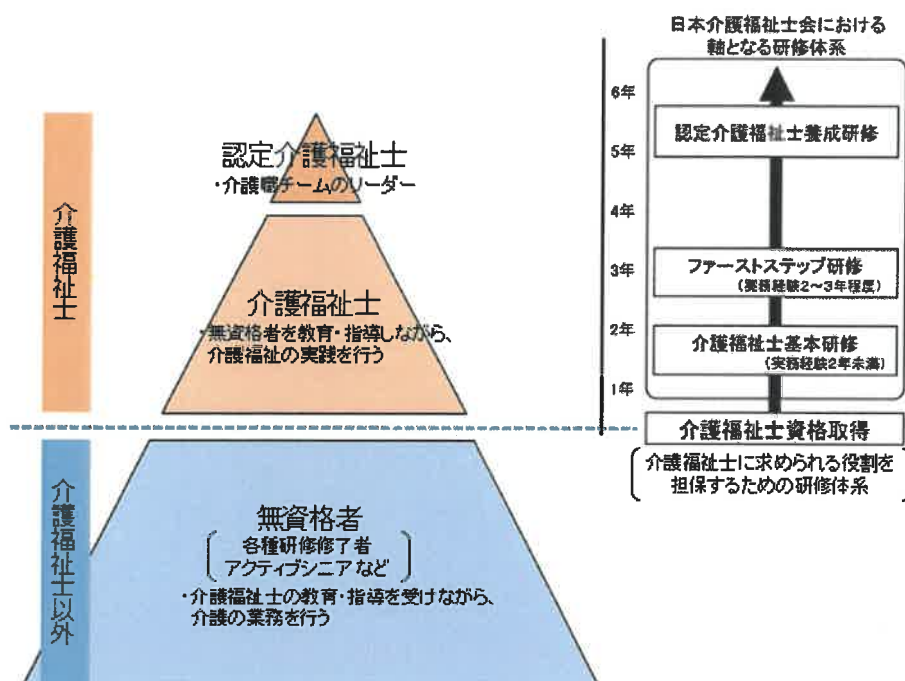 介護福祉士
認定介護福祉士
・介護職チームのリーダー
介護福祉士
・無資格者を教育・指導しながら、
介護福祉の実践を行う
介護福祉士以外
無資格者
各種研修修了者
アクティブシニアなど
・介護福祉士の教育・指導を受けながら、
介護の業務を行う
日本介護福祉士会における
軸となる研修体系
6年
5年
4年
3年
2年
1年
認定介護福祉士養成研修
ファーストステップ研修
(実務経験2～3年程度)
介護福祉士基本研修
(実務経験2年未満)
介護福祉士資格取得
介護福祉士に求められる役割を
担保するための研修体系